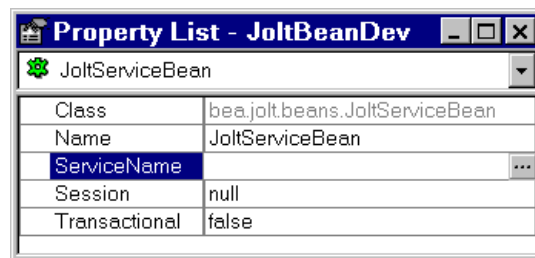 Property List - JoltBeanDev
JoltServiceBean
Class bea.jolt.beans.JoltServiceBean
Name JoltServiceBean
ServiceName ...
Session null
Transactional false